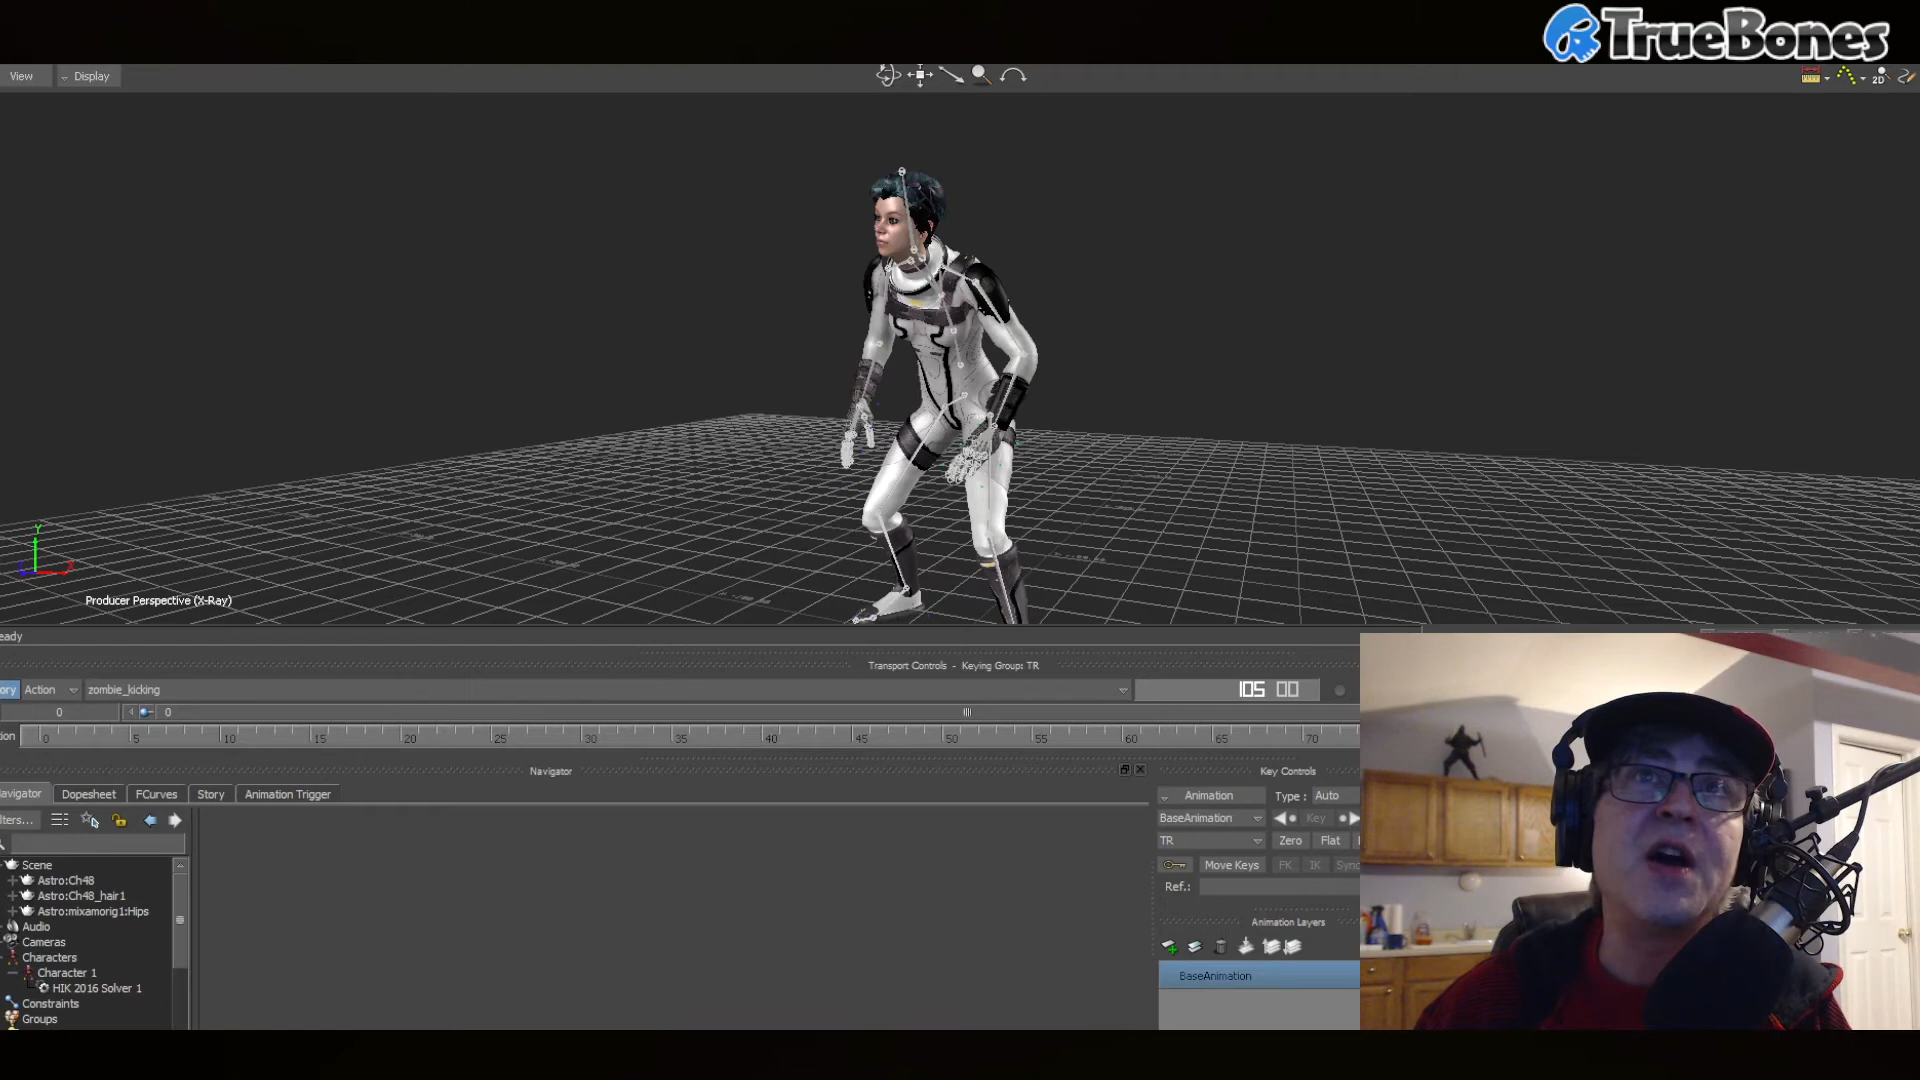 TrueBones
View
Display
2D
Y
X
Z
Producer Perspective (X-Ray)
eady
Transport Controls - Keying Group: TR
ory Action zombie_kicking 105 00
0 0
ion 0 5 10 15 20 25 30 35 40 45 50 55 60 65 70
Navigator
Key Controls
avigator Dopesheet FCurves Story Animation Trigger
Animation Type : Auto
lters...
BaseAnimation Key
TR Zero Flat
Move Keys FK IK Sync
Ref.:
Scene
Astro:Ch48
Astro:Ch48_hair1
Astro:mixamorig1:Hips
Audio
Cameras
Characters
Character 1
HIK 2016 Solver 1
Constraints
Groups
Animation Layers
BaseAnimation